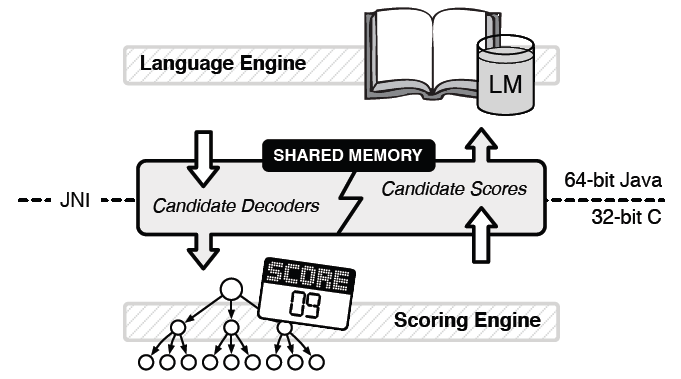 Language Engine
LM
SHARED MEMORY
Candidate Decoders
Candidate Scores
JNI
64-bit Java
32-bit C
SCORE
09
Scoring Engine